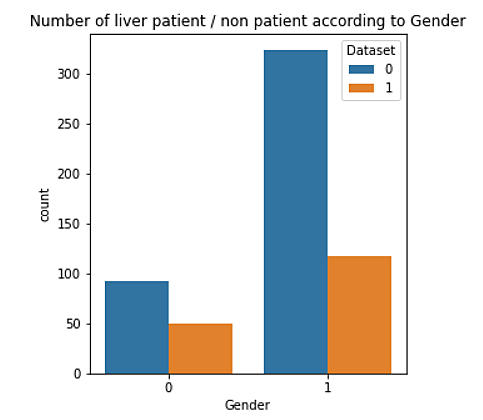 Number of liver patient / non patient according to Gender
Dataset
0
1
300
250
200
150
100
50
0
count
0 1
Gender